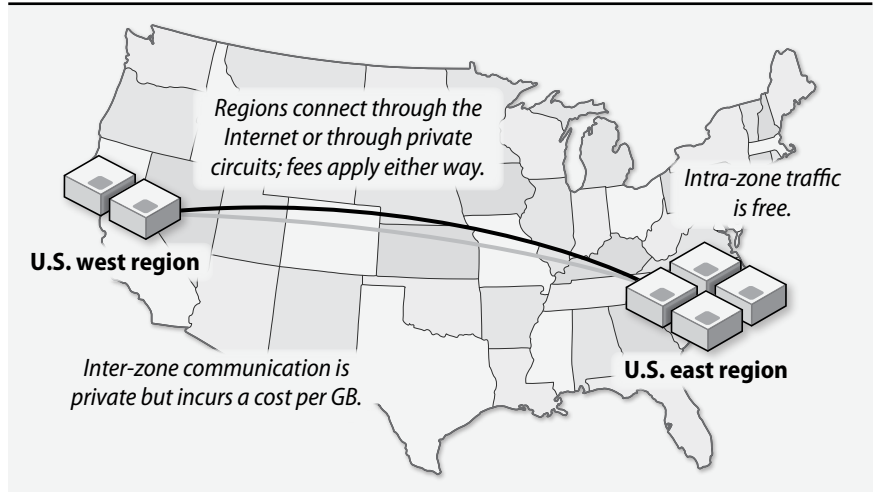 Regions connect through the
Internet or through private
circuits; fees apply either way.
Intra-zone traffic
is free.
U.S. west region
Inter-zone communication is
private but incurs a cost per GB.
U.S. east region